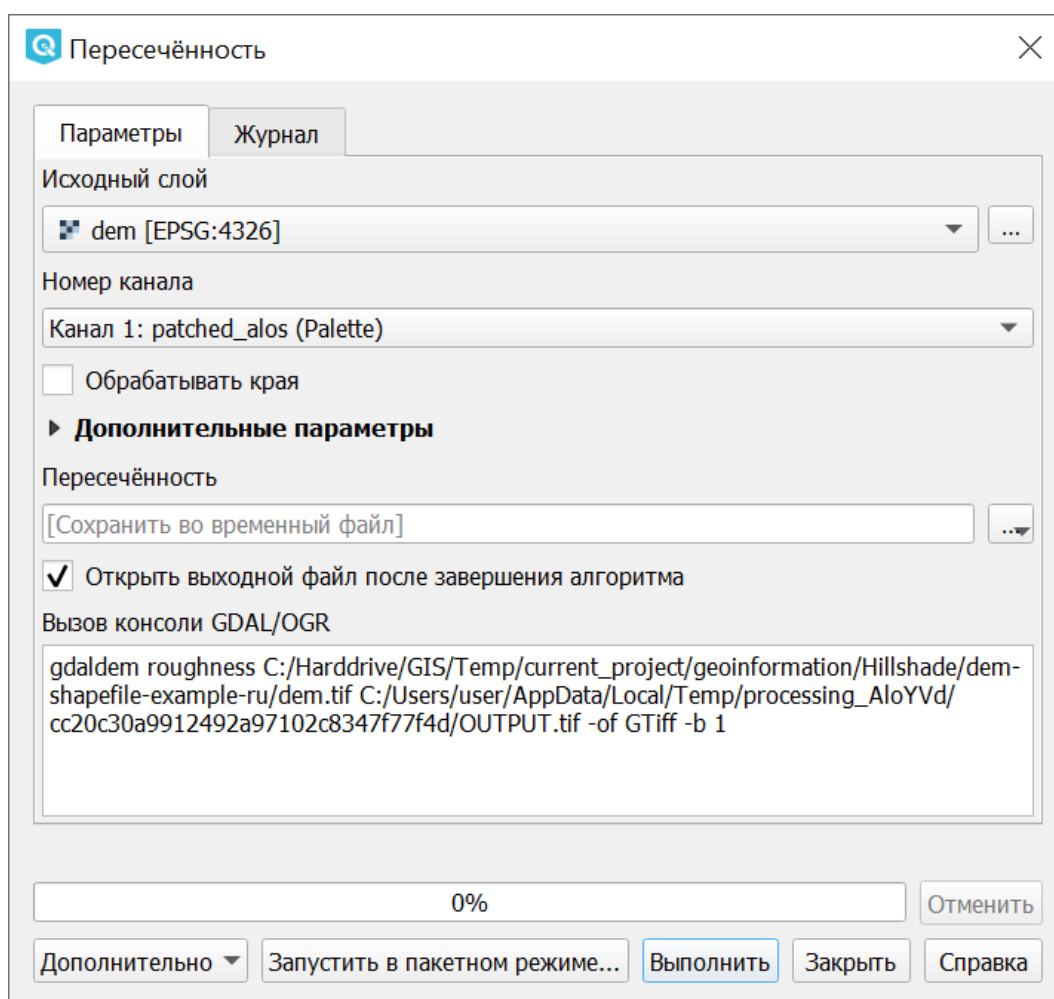 Пересечённость
Параметры
Журнал
Исходный слой
dem [EPSG:4326]
...
Номер канала
Канал 1: patched_alos (Palette)
Обрабатывать края
Дополнительные параметры
Пересечённость
[Сохранить во временный файл]
...
Открыть выходной файл после завершения алгоритма
Вызов консоли GDAL/OGR
gdaldem roughness C:/Harddrive/GIS/Temp/current_project/geoinformation/Hillshade/dem-
shapefile-example-ru/dem.tif C:/Users/user/AppData/Local/Temp/processing_AloYVd/
cc20c30a9912492a97102c8347f77f4d/OUTPUT.tif -of GTiff -b 1
0%
Отменить
Дополнительно
Запустить в пакетном режиме...
Выполнить
Закрыть
Справка